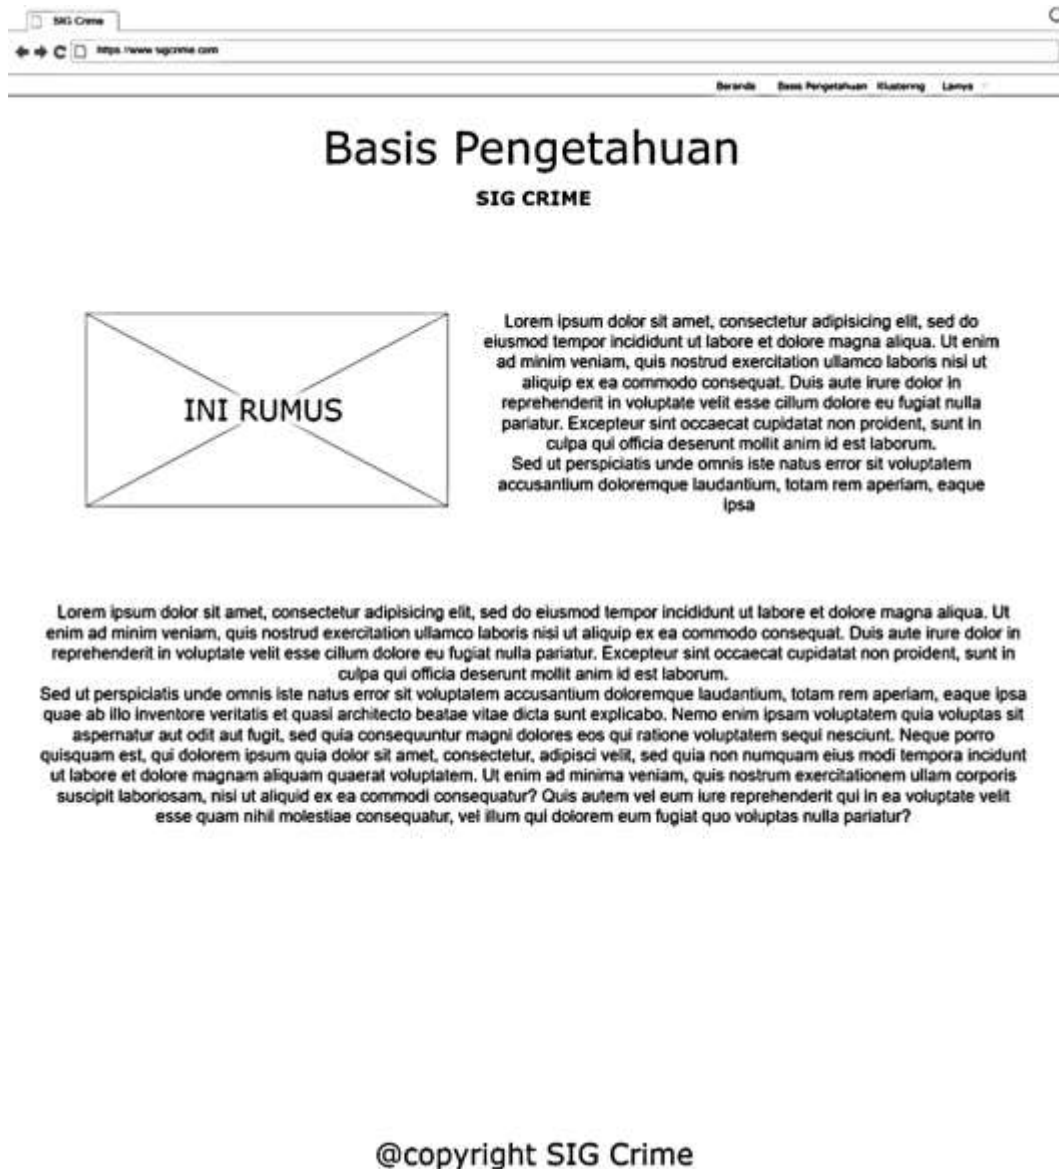 SIG Crime
https://www.sigcrime.com
Beranda Basis Pengetahuan Klustering Lainya
Basis Pengetahuan
SIG CRIME
INI RUMUS
Lorem ipsum dolor sit amet, consectetur adipisicing elit, sed do
eiusmod tempor incididunt ut labore et dolore magna aliqua. Ut enim
ad minim veniam, quis nostrud exercitation ullamco laboris nisi ut
aliquip ex ea commodo consequat. Duis aute irure dolor in
reprehenderit in voluptate velit esse cillum dolore eu fugiat nulla
pariatur. Excepteur sint occaecat cupidatat non proident, sunt in
culpa qui officia deserunt mollit anim id est laborum.
Sed ut perspiciatis unde omnis iste natus error sit voluptatem
accusantium doloremque laudantium, totam rem aperiam, eaque
ipsa
Lorem ipsum dolor sit amet, consectetur adipisicing elit, sed do eiusmod tempor incididunt ut labore et dolore magna aliqua. Ut
enim ad minim veniam, quis nostrud exercitation ullamco laboris nisi ut aliquip ex ea commodo consequat. Duis aute irure dolor in
reprehenderit in voluptate velit esse cillum dolore eu fugiat nulla pariatur. Excepteur sint occaecat cupidatat non proident, sunt in
culpa qui officia deserunt mollit anim id est laborum.
Sed ut perspiciatis unde omnis iste natus error sit voluptatem accusantium doloremque laudantium, totam rem aperiam, eaque ipsa
quae ab illo inventore veritatis et quasi architecto beatae vitae dicta sunt explicabo. Nemo enim ipsam voluptatem quia voluptas sit
aspernatur aut odit aut fugit, sed quia consequuntur magni dolores eos qui ratione voluptatem sequi nesciunt. Neque porro
quisquam est, qui dolorem ipsum quia dolor sit amet, consectetur, adipisci velit, sed quia non numquam eius modi tempora incidunt
ut labore et dolore magnam aliquam quaerat voluptatem. Ut enim ad minima veniam, quis nostrum exercitationem ullam corporis
suscipit laboriosam, nisi ut aliquid ex ea commodi consequatur? Quis autem vel eum iure reprehenderit qui in ea voluptate velit
esse quam nihil molestiae consequatur, vel illum qui dolorem eum fugiat quo voluptas nulla pariatur?
@copyright SIG Crime